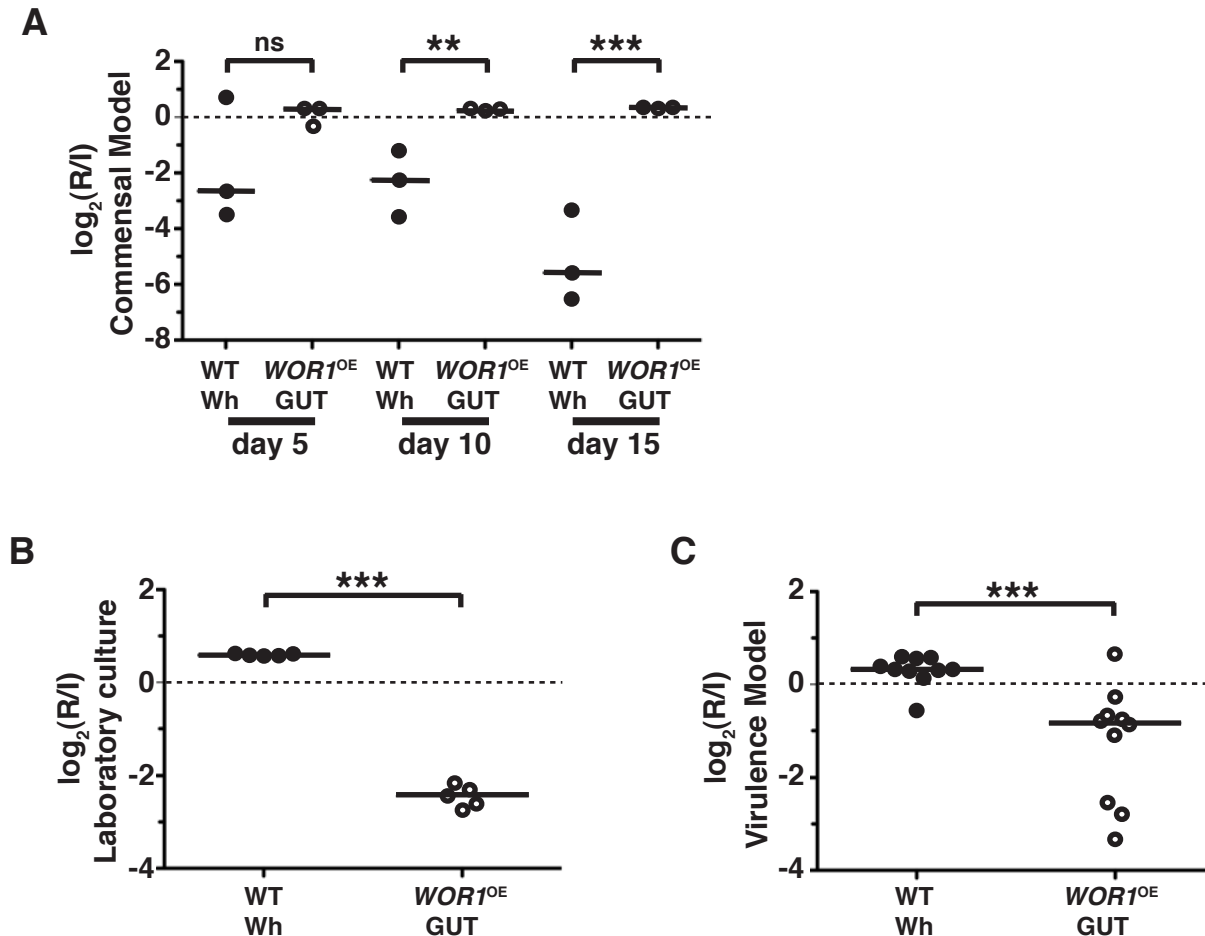 A
ns
**
***
log₂(R/I)
Commensal Model
2
0
-2
-4
-6
-8
WT
Wh
WOR1ᴼᴱ
GUT
WT
Wh
WOR1ᴼᴱ
GUT
WT
Wh
WOR1ᴼᴱ
GUT
day 5
day 10
day 15
B
***
log₂(R/I)
Laboratory culture
2
0
-2
-4
WT
Wh
WOR1ᴼᴱ
GUT
C
***
log₂(R/I)
Virulence Model
2
0
-2
-4
WT
Wh
WOR1ᴼᴱ
GUT